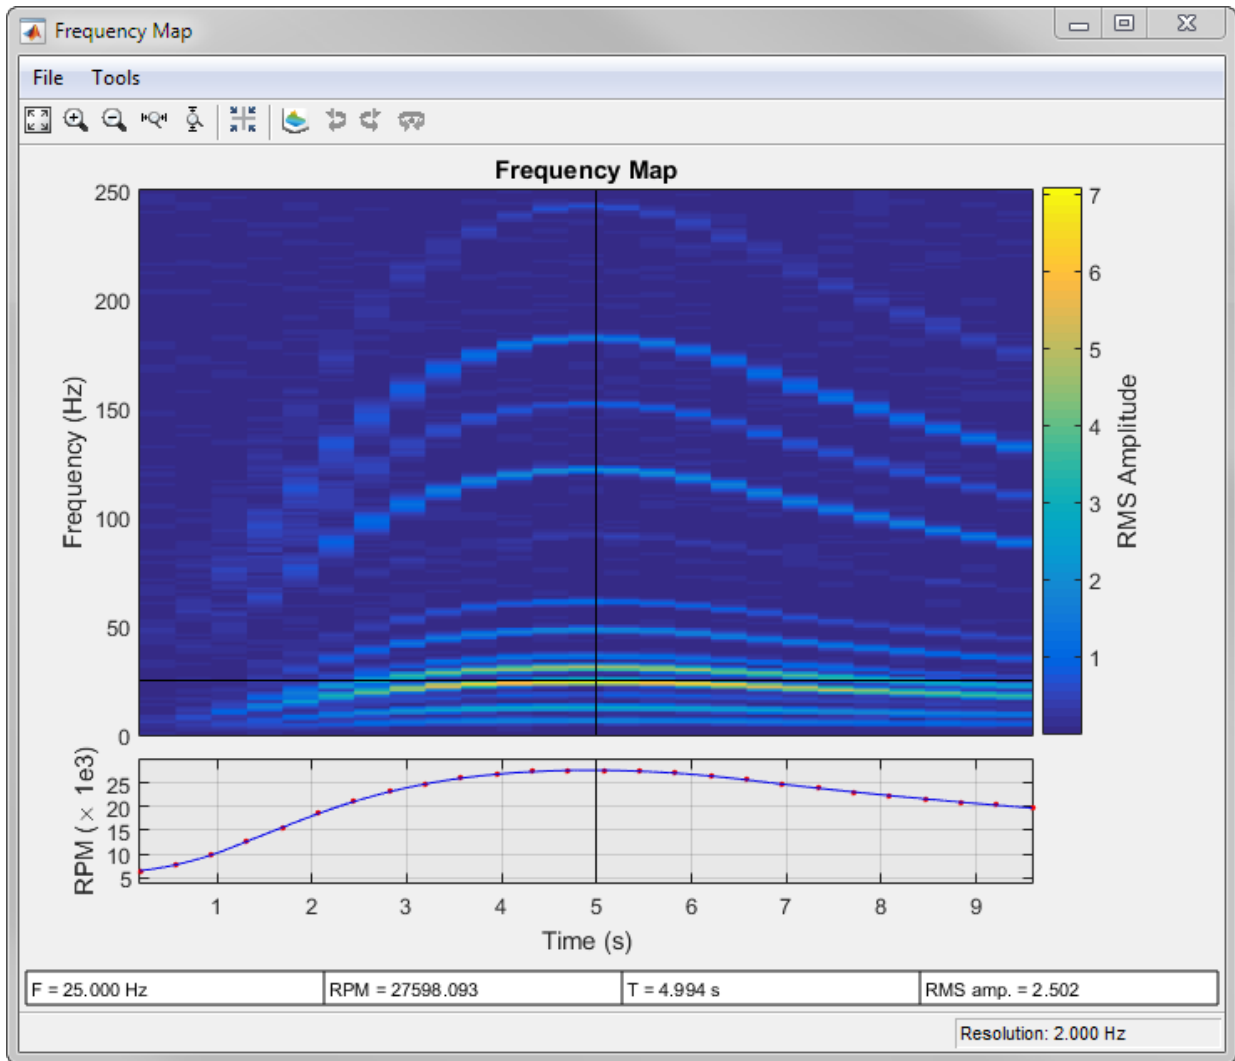 Frequency Map
File Tools
Frequency Map
250
200
150
100
50
0
Frequency (Hz)
7
6
5
4
3
2
1
RMS Amplitude
25
20
15
10
5
RPM ( × 1e3)
1 2 3 4 5 6 7 8 9
Time (s)
F = 25.000 Hz RPM = 27598.093 T = 4.994 s RMS amp. = 2.502
Resolution: 2.000 Hz